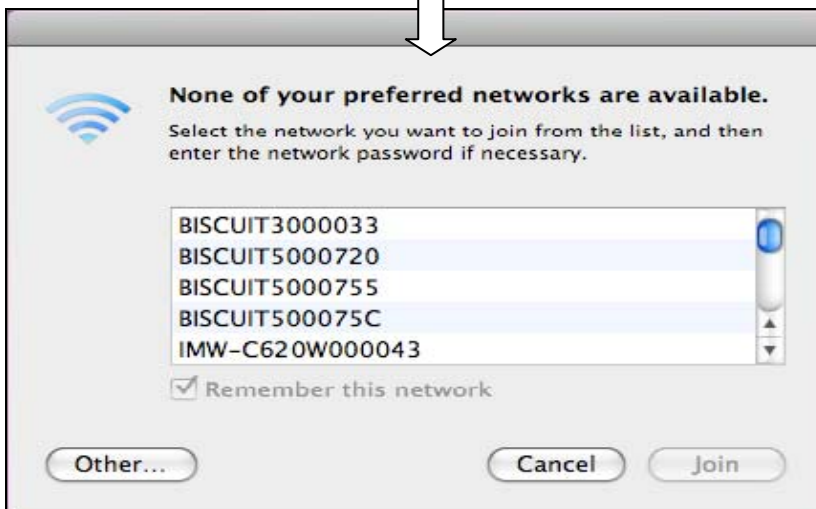 None of your preferred networks are available.
Select the network you want to join from the list, and then
enter the network password if necessary.
BISCUIT3000033
BISCUIT5000720
BISCUIT5000755
BISCUIT500075C
IMW-C620W000043
Remember this network
Other...
Cancel
Join